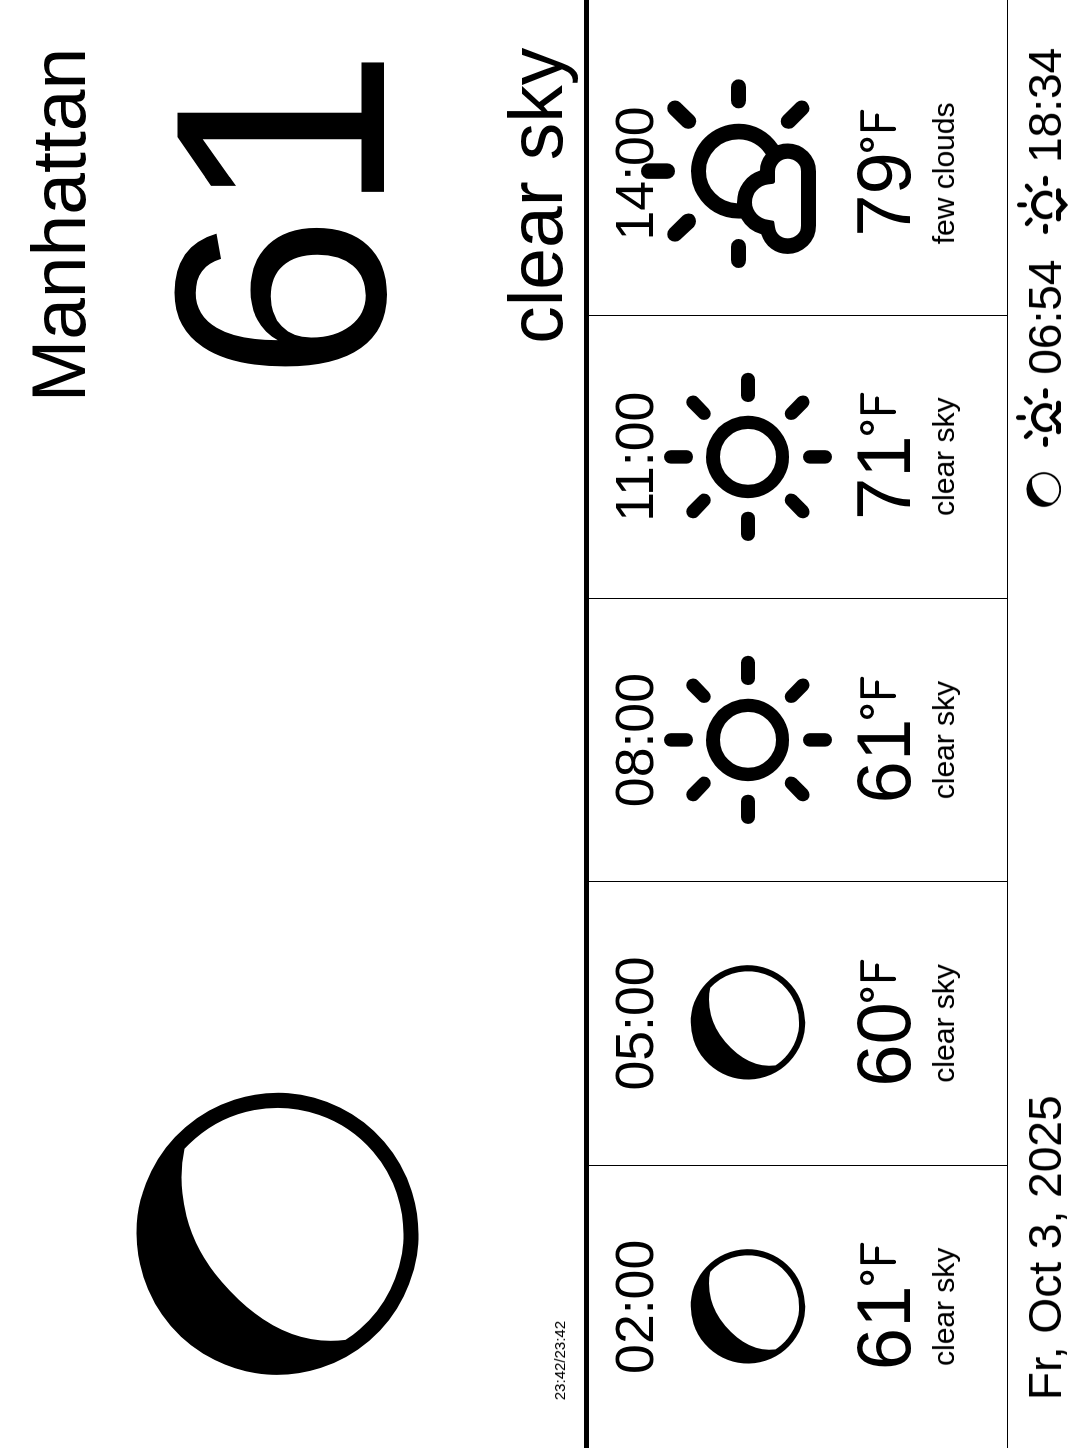 Manhattan
61
clear sky
23:42/23:42
02:00
61°F
clear sky
05:00
60°F
clear sky
08:00
61°F
clear sky
11:00
71°F
clear sky
14:00
79°F
few clouds
Fr, Oct 3, 2025
06:54
18:34